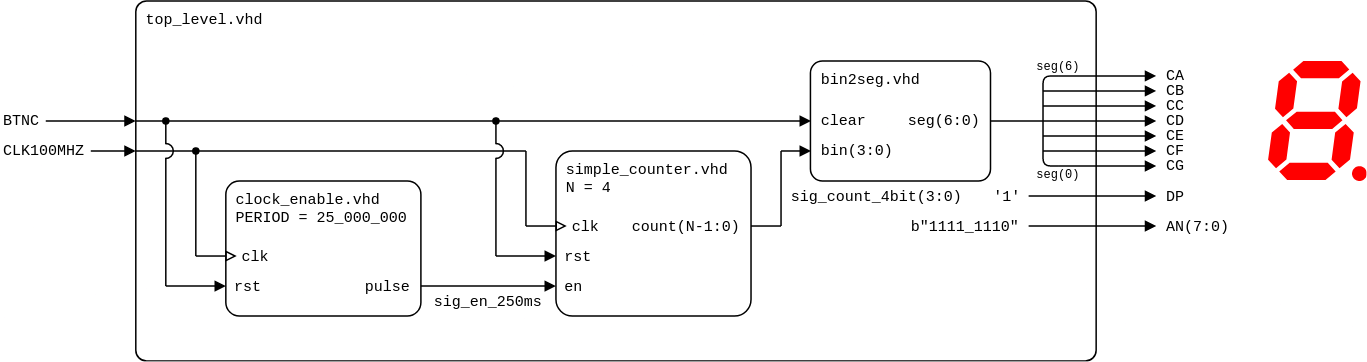 top_level.vhd
BTNC
CLK100MHZ
clock_enable.vhd
PERIOD = 25_000_000
clk
rst
pulse
sig_en_250ms
simple_counter.vhd
N = 4
clk
count(N-1:0)
rst
en
bin2seg.vhd
clear
seg(6:0)
bin(3:0)
sig_count_4bit(3:0)
seg(6)
seg(0)
CA
CB
CC
CD
CE
CF
CG
'1'
DP
b"1111_1110"
AN(7:0)